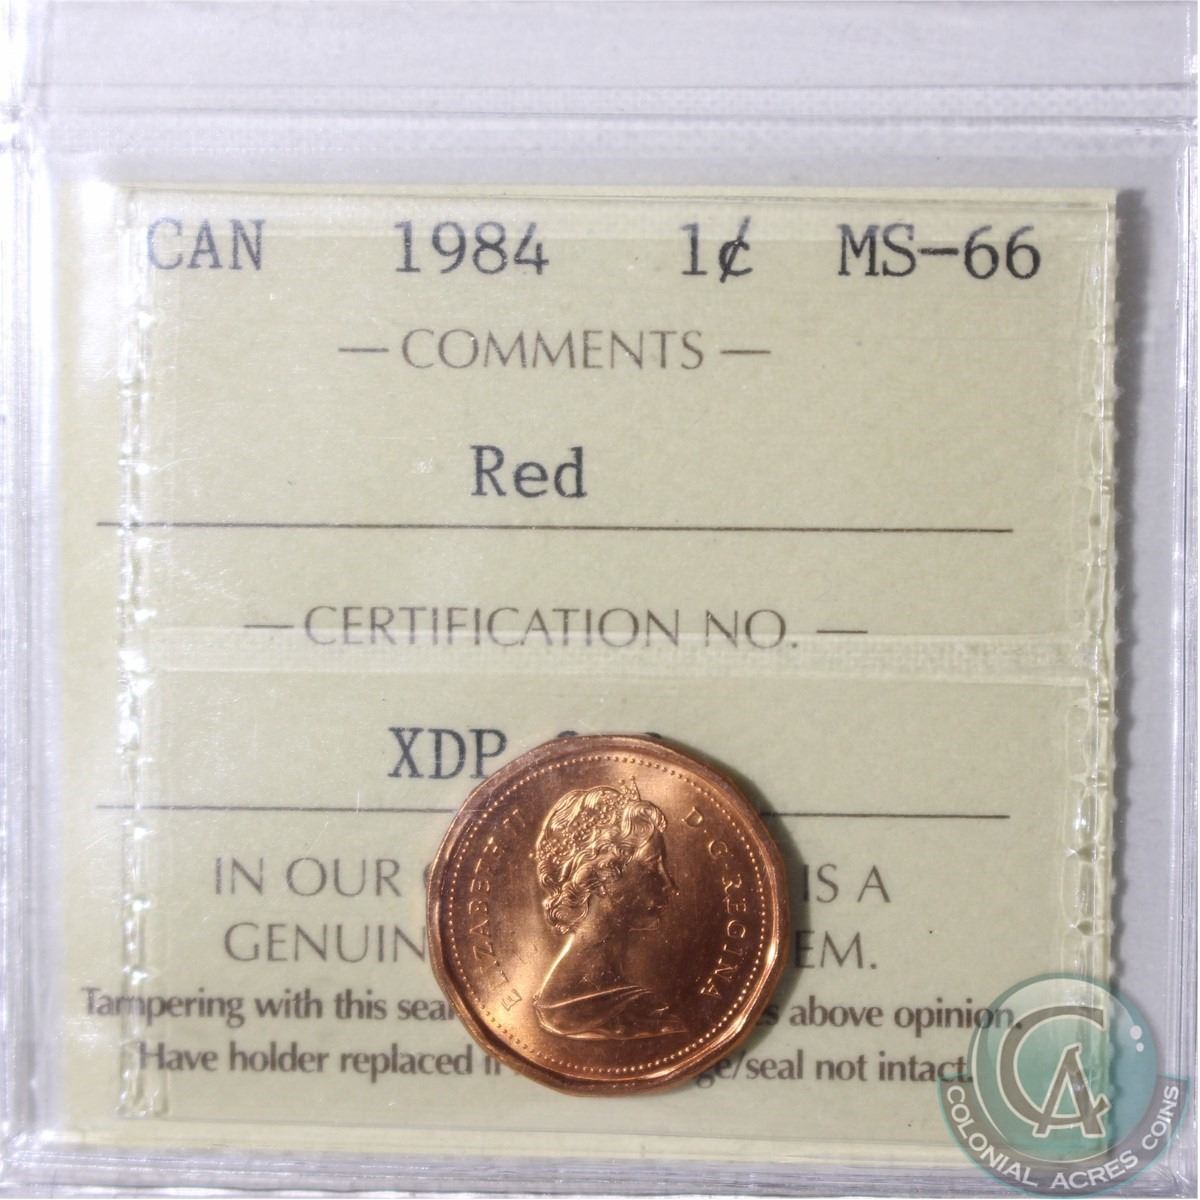 CAN 1984 1¢ MS-66
— COMMENTS —
Red
— CERTIFICATION NO. —
XDP
IN OUR IS A
GENUIN EM.
Tampering with this sea above opinion.
Have holder replaced /seal not intact.
ELIZABETH II D·G·REGINA
CA
COLONIAL ACRES COINS